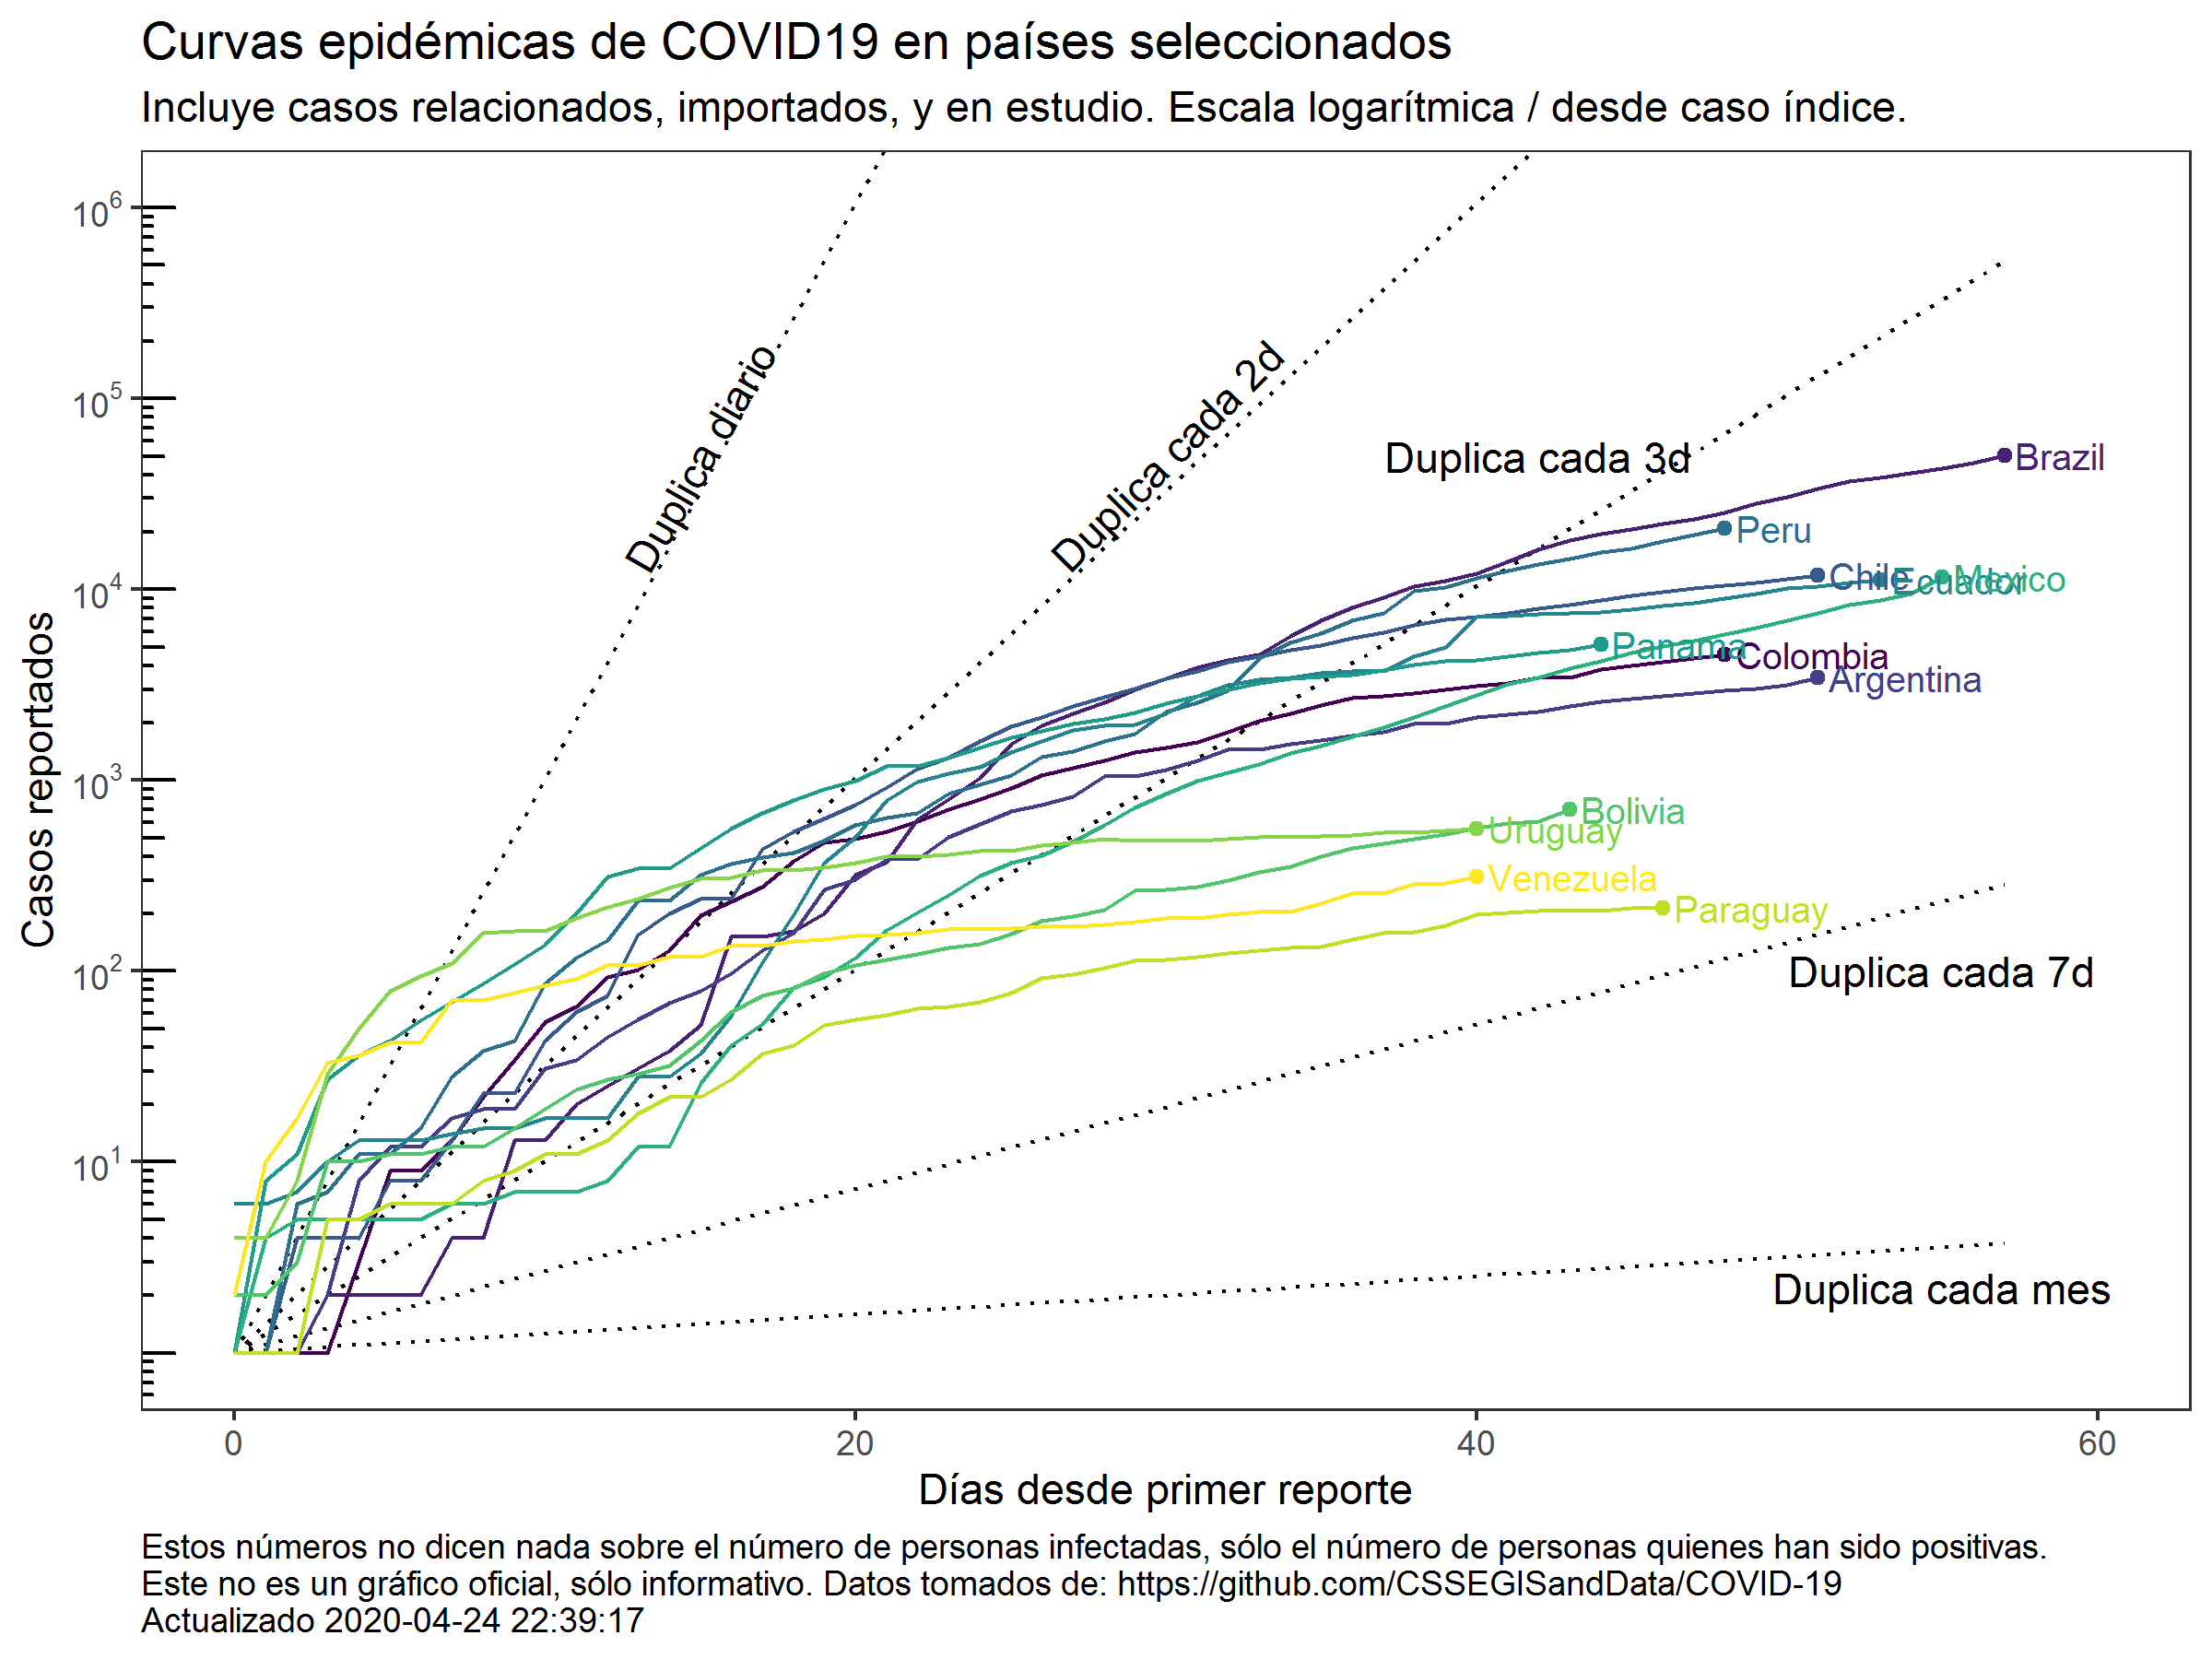 Curvas epidémicas de COVID19 en países seleccionados
Incluye casos relacionados, importados, y en estudio. Escala logarítmica / desde caso índice.
10^6
10^5
10^4
10^3
10^2
10^1
Casos reportados
Duplica diario
Duplica cada 2d
Duplica cada 3d
Brazil
Peru
Chile
Ecuador
Mexico
Panama
Colombia
Argentina
Bolivia
Uruguay
Venezuela
Paraguay
Duplica cada 7d
Duplica cada mes
0
20
40
60
Días desde primer reporte
Estos números no dicen nada sobre el número de personas infectadas, sólo el número de personas quienes han sido positivas.
Este no es un gráfico oficial, sólo informativo. Datos tomados de: https://github.com/CSSEGISandData/COVID-19
Actualizado 2020-04-24 22:39:17